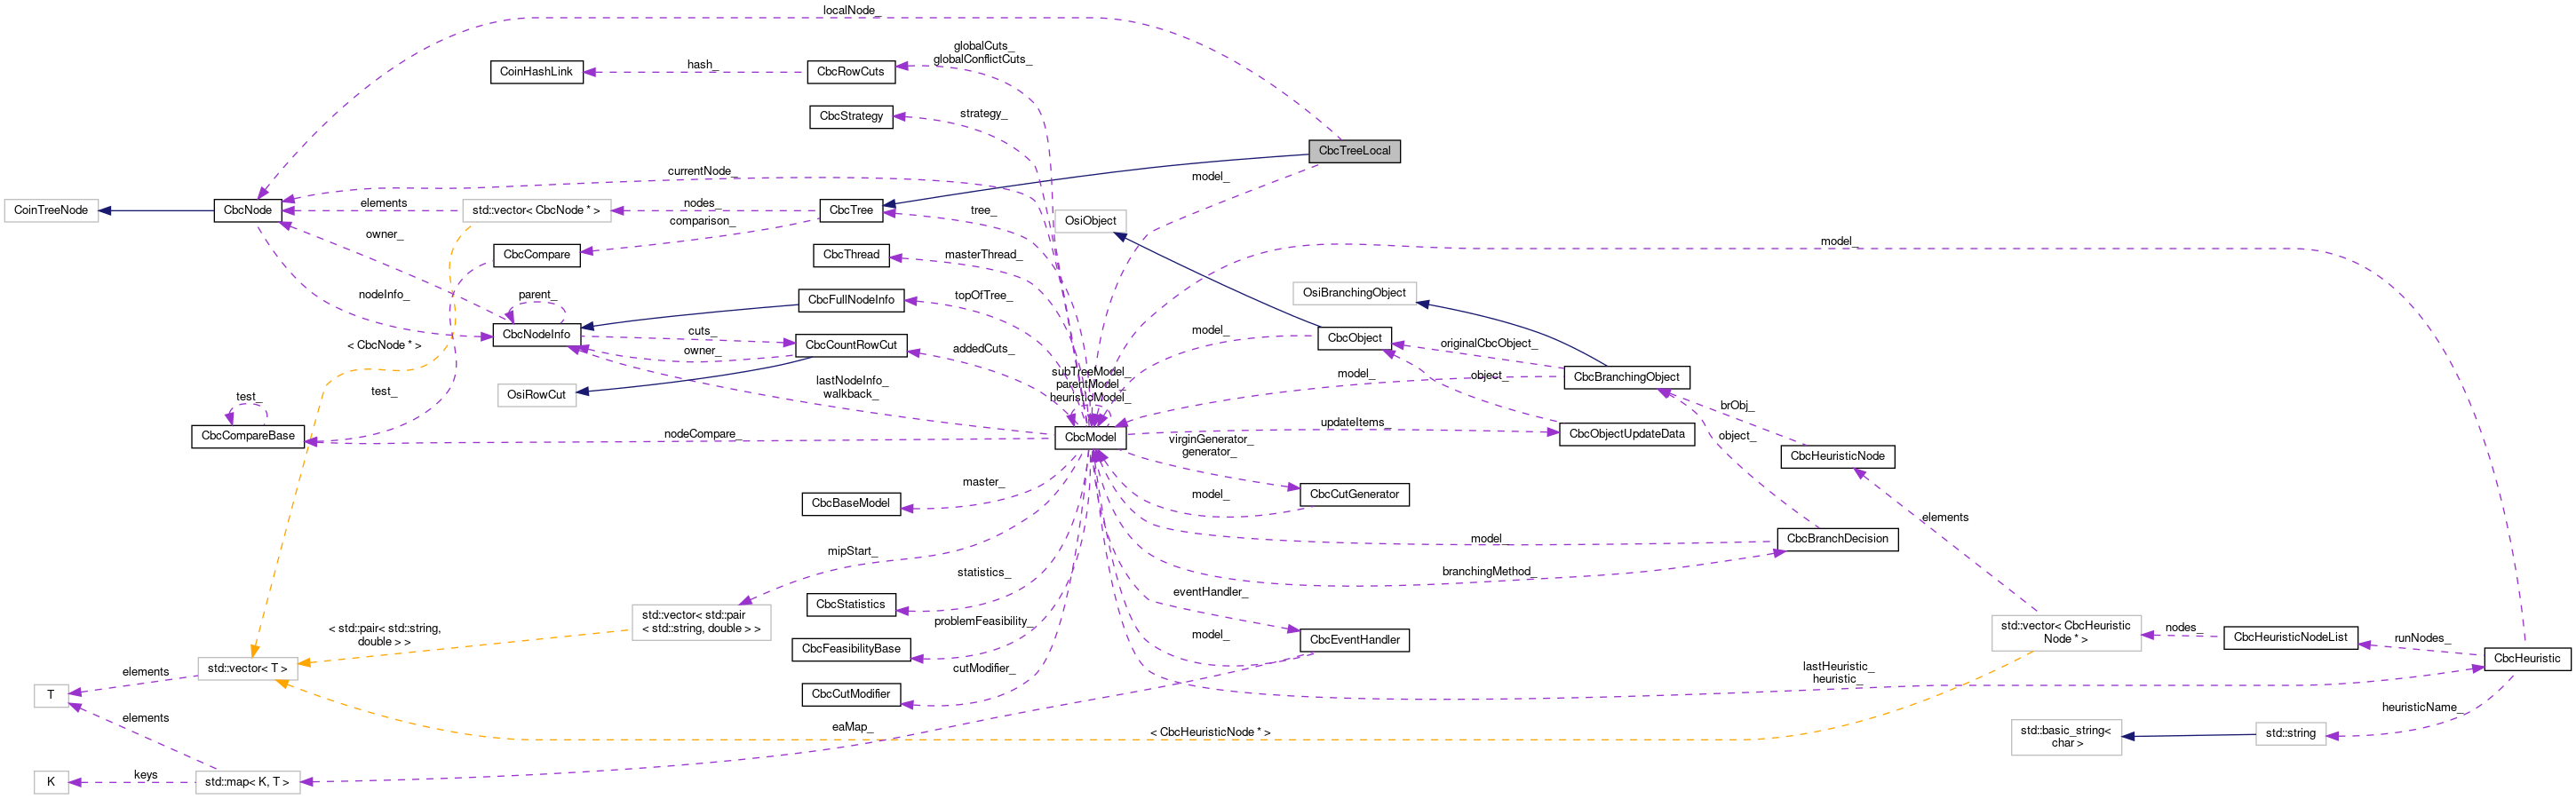 localNode_
globalCuts_
globalConflictCuts_
CoinHashLink
hash_
CbcRowCuts
CbcStrategy
strategy_
CbcTreeLocal
currentNode_
model_
CoinTreeNode
CbcNode
elements
std::vector< CbcNode * >
nodes_
comparison_
CbcTree
tree_
OsiObject
owner_
CbcCompare
CbcThread
masterThread_
model_
nodeInfo_
parent_
CbcFullNodeInfo
topOfTree_
OsiBranchingObject
CbcNodeInfo
cuts_
owner_
CbcCountRowCut
addedCuts_
model_
CbcObject
originalCbcObject_
< CbcNode * >
lastNodeInfo_
walkback_
subTreeModel_
parentModel_
heuristicModel_
model_
object_
CbcBranchingObject
OsiRowCut
test_
test_
brObj_
CbcCompareBase
nodeCompare_
CbcModel
updateItems_
CbcObjectUpdateData
object_
virginGenerator_
generator_
CbcHeuristicNode
CbcBaseModel
master_
model_
CbcCutGenerator
elements
mipStart_
model_
CbcBranchDecision
branchingMethod_
statistics_
CbcStatistics
eventHandler_
std::vector< std::pair
< std::string, double > >
problemFeasibility_
< std::pair< std::string,
double > >
std::vector< CbcHeuristic
Node * >
nodes_
CbcHeuristicNodeList
runNodes_
CbcHeuristic
CbcFeasibilityBase
model_
CbcEventHandler
std::vector< T >
elements
T
cutModifier_
CbcCutModifier
lastHeuristic_
heuristic_
elements
eaMap_
< CbcHeuristicNode * >
heuristicName_
std::basic_string<
char >
std::string
K
keys
std::map< K, T >